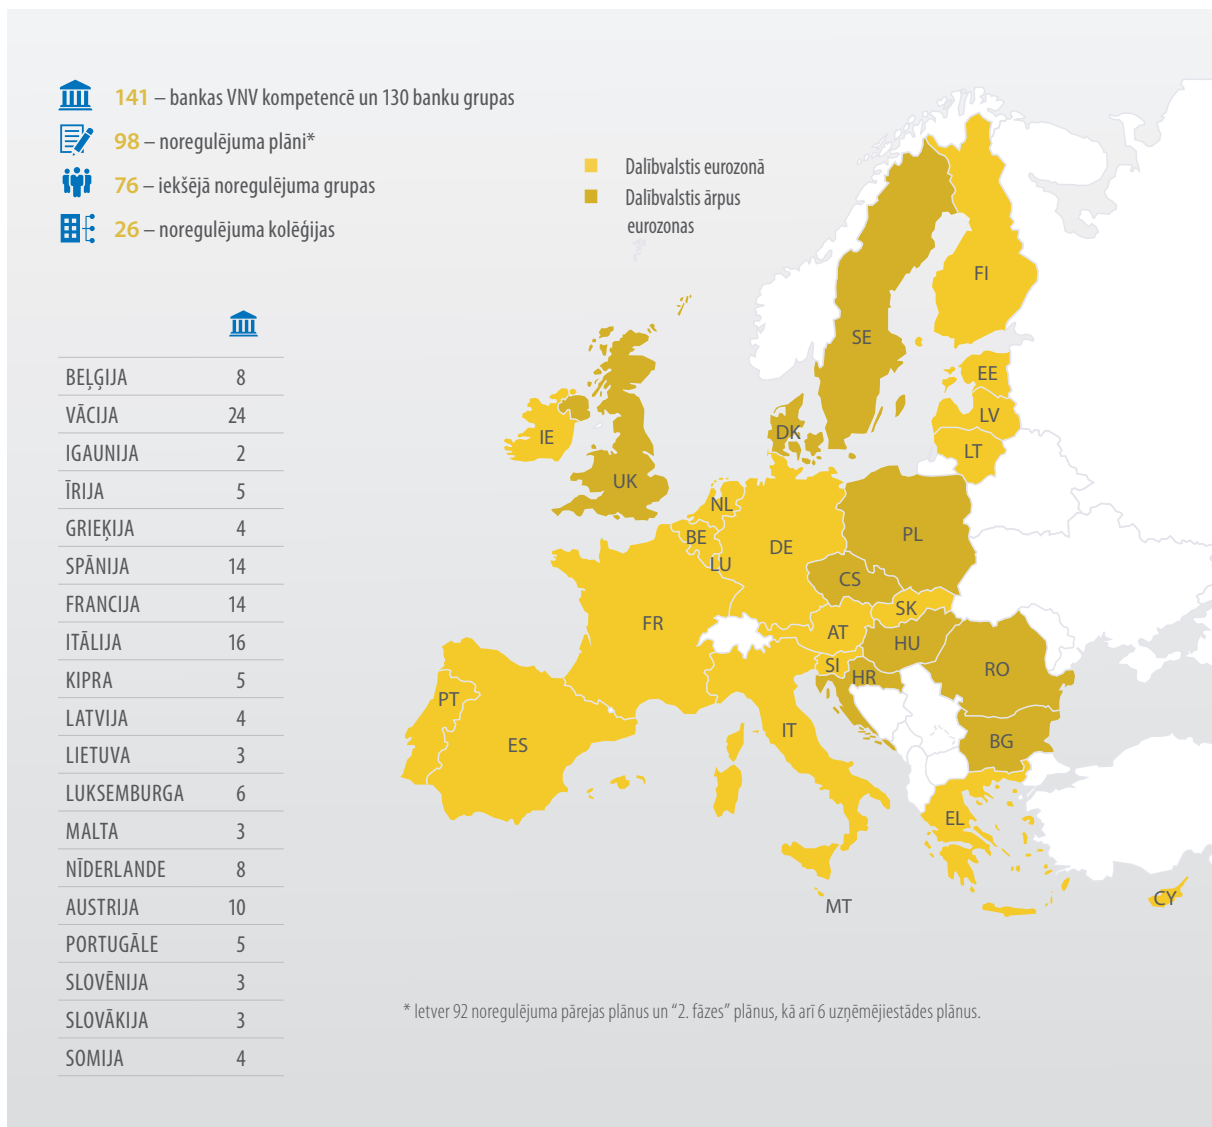 141 – bankas VNV kompetencē un 130 banku grupas
98 – noregulējuma plāni*
76 – iekšējā noregulējuma grupas
26 – noregulējuma kolēģijas
Dalībvalstis eurozonā
Dalībvalstis ārpus
eurozonas
BEĻĢIJA 8
VĀCIJA 24
IGAUNIJA 2
ĪRIJA 5
GRIEĶIJA 4
SPĀNIJA 14
FRANCIJA 14
ITĀLIJA 16
KIPRA 5
LATVIJA 4
LIETUVA 3
LUKSEMBURGA 6
MALTA 3
NĪDERLANDE 8
AUSTRIJA 10
PORTUGĀLE 5
SLOVĒNIJA 3
SLOVĀKIJA 3
SOMIJA 4
FI
SE
EE
LV
LT
DK
IE
UK
NL
BE
LU
DE
PL
CS
SK
FR
AT
HU
SI
HR
RO
PT
ES
IT
BG
EL
MT
CY
* Ietver 92 noregulējuma pārejas plānus un “2. fāzes” plānus, kā arī 6 uzņēmējiestādes plānus.